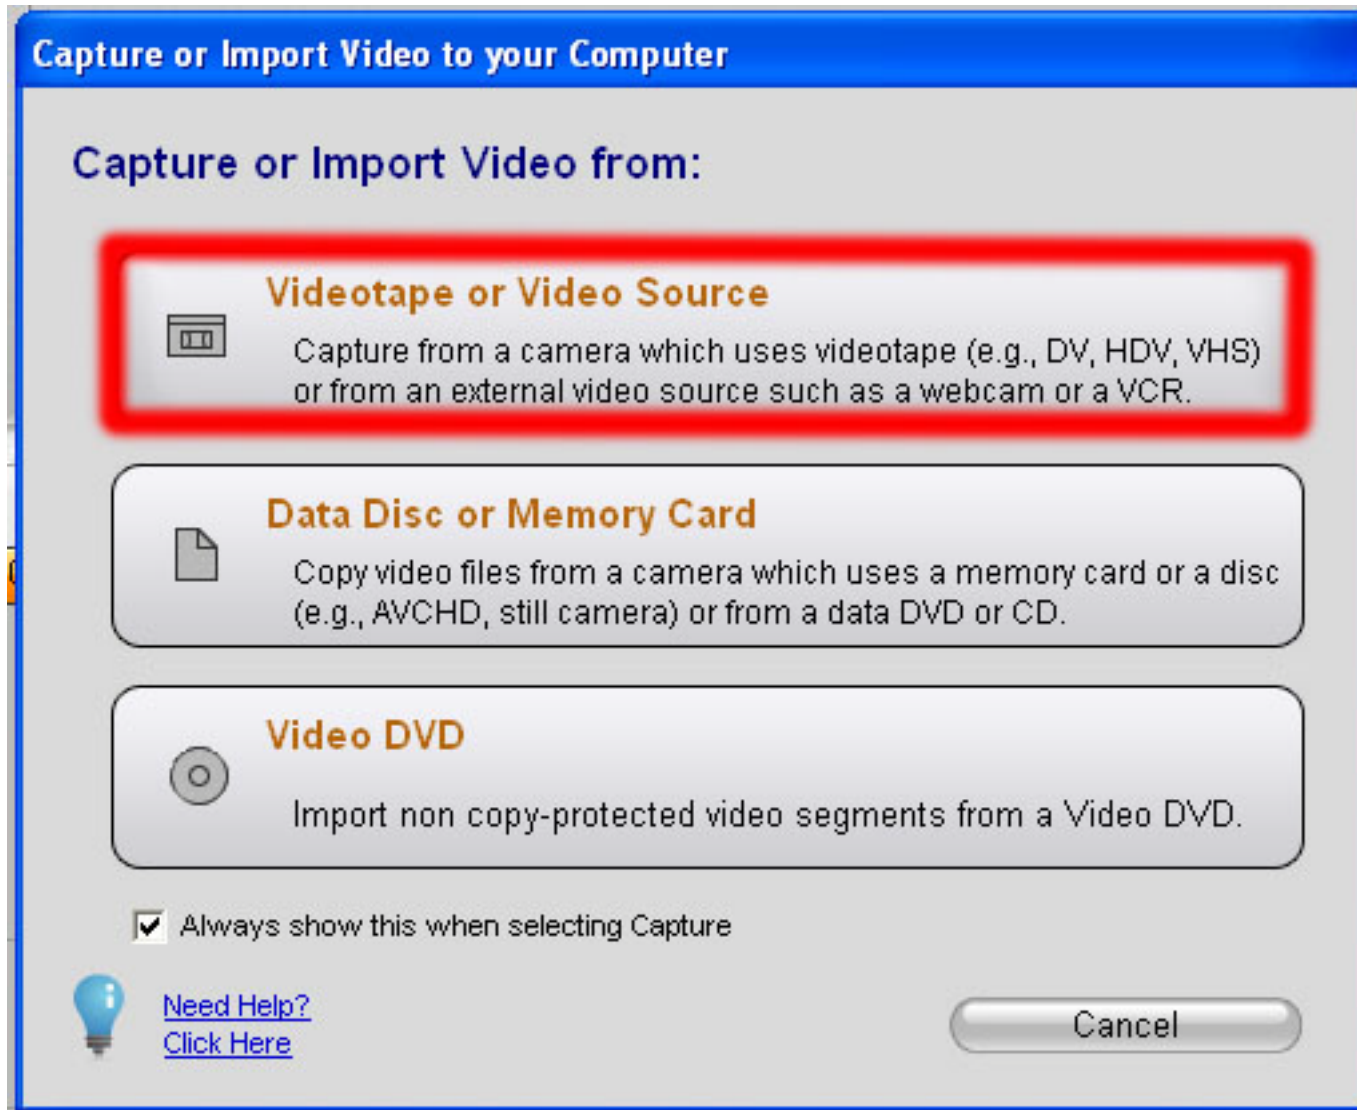 Capture or Import Video to your Computer
Capture or Import Video from:
Videotape or Video Source
Capture from a camera which uses videotape (e.g., DV, HDV, VHS)
or from an external video source such as a webcam or a VCR.
Data Disc or Memory Card
Copy video files from a camera which uses a memory card or a disc
(e.g., AVCHD, still camera) or from a data DVD or CD.
Video DVD
Import non copy-protected video segments from a Video DVD.
Always show this when selecting Capture
Need Help?
Click Here
Cancel